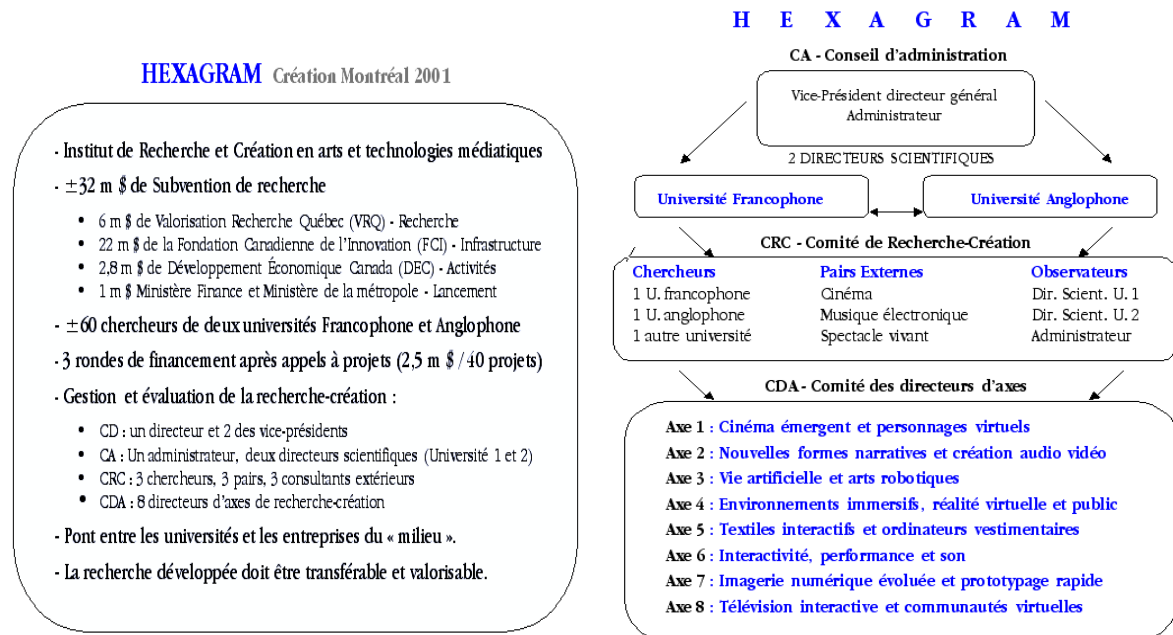 HEXAGRAM Création Montréal 2001
- Institut de Recherche et Création en arts et technologies médiatiques
- ±32 m $ de Subvention de recherche
• 6 m $ de Valorisation Recherche Québec (VRQ) - Recherche
• 22 m $ de la Fondation Canadienne de l'Innovation (FCI) - Infrastructure
• 2,8 m $ de Développement Économique Canada (DEC) - Activités
• 1 m $ Ministère Finance et Ministère de la métropole - Lancement
- ±60 chercheurs de deux universités Francophone et Anglophone
- 3 rondes de financement après appels à projets (2,5 m $ / 40 projets)
- Gestion et évaluation de la recherche-création :
• CD : un directeur et 2 des vice-présidents
• CA : Un administrateur, deux directeurs scientifiques (Université 1 et 2)
• CRC : 3 chercheurs, 3 pairs, 3 consultants extérieurs
• CDA : 8 directeurs d'axes de recherche-création
- Pont entre les universités et les entreprises du « milieu ».
- La recherche développée doit être transférable et valorisable.
H E X A G R A M
CA - Conseil d'administration
Vice-Président directeur général
Administrateur
2 DIRECTEURS SCIENTIFIQUES
Université Francophone Université Anglophone
CRC - Comité de Recherche-Création
Chercheurs Pairs Externes Observateurs
1 U. francophone Cinéma Dir. Scient. U. 1
1 U. anglophone Musique électronique Dir. Scient. U. 2
1 autre université Spectacle vivant Administrateur
CDA - Comité des directeurs d'axes
Axe 1 : Cinéma émergent et personnages virtuels
Axe 2 : Nouvelles formes narratives et création audio vidéo
Axe 3 : Vie artificielle et arts robotiques
Axe 4 : Environnements immersifs, réalité virtuelle et public
Axe 5 : Textiles interactifs et ordinateurs vestimentaires
Axe 6 : Interactivité, performance et son
Axe 7 : Imagerie numérique évoluée et prototypage rapide
Axe 8 : Télévision interactive et communautés virtuelles